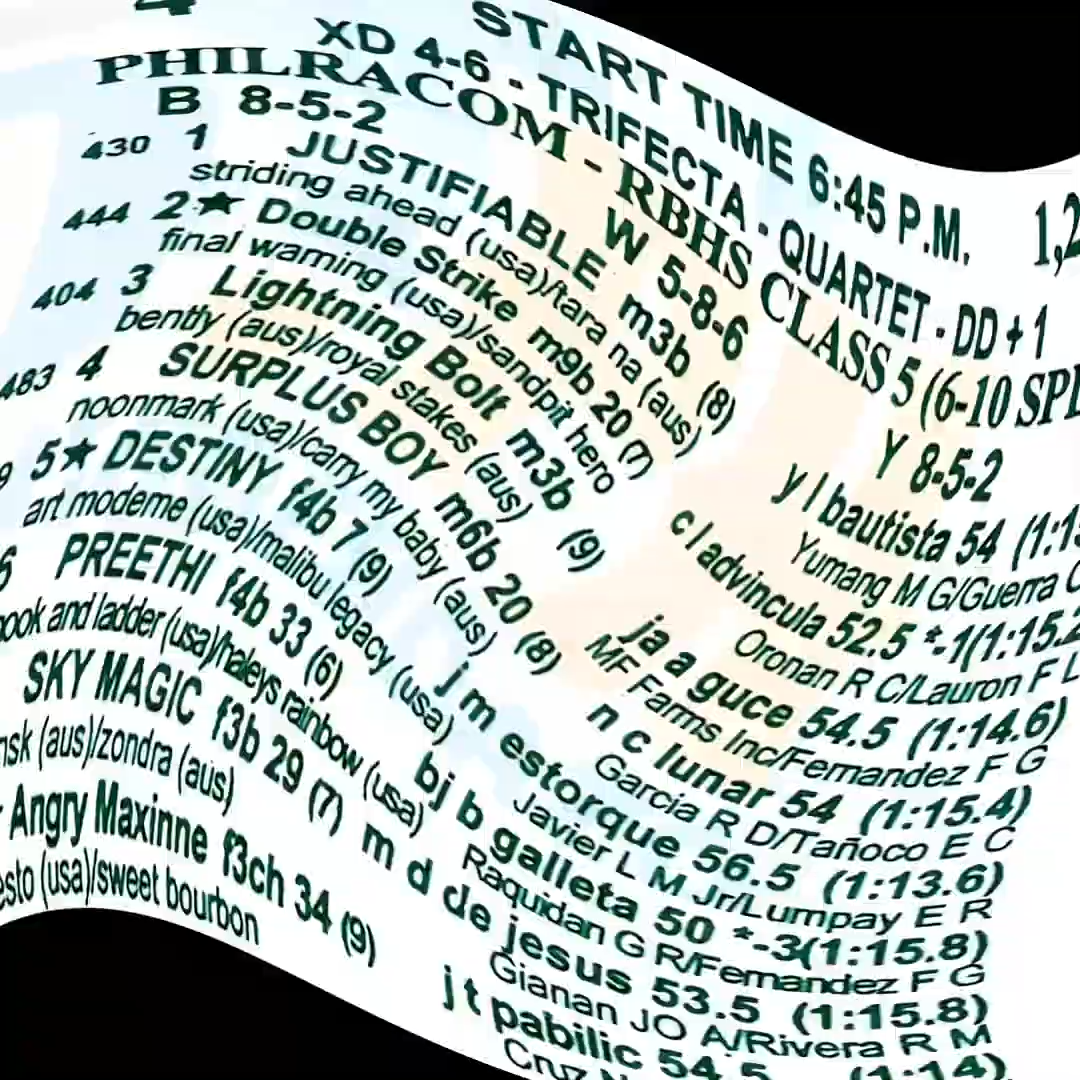 4 START TIME 6:45 P.M. 1,2
XD 4-6 - TRIFECTA - QUARTET - DD + 1
PHILRACOM - RBHS CLASS 5 (6-10 SPL
B 8-5-2 W 5-8-6 Y 8-5-2
430 1 JUSTIFIABLE m3b (8) y l bautista 54
striding ahead (usa)/tara na (aus) Yumang M G/Guerra C
444 2★ Double Strike m9b 20 (7) c l advincula 52.5 *-1(1:15.2
final warning (usa)/sandpit hero Oronan R C/Lauron F L
404 3 Lightning Bolt m3b (9) ja a guce 54.5 (1:14.6)
bently (aus)/royal stakes (aus) MF Farms Inc/Fernandez F G
483 4 SURPLUS BOY m6b 20 (8) n c lunar 54 (1:15.4)
noonmark (usa)/carry my baby (aus) Garcia R D/Tañoco E C
9 5★ DESTINY f4b 7 (9) j m estorque 56.5 (1:13.6)
art moderne (usa)/malibu legacy (usa) Javier L M Jr/Lumpay E R
6 PREETHI f4b 33 (6) bj b galleta 50 *-3(1:15.8)
ook and ladder (usa)/haleys rainbow (usa) Raquidan G R/Fernandez F G
SKY MAGIC f3b 29 (7) m d de jesus 53.5 (1:15.8)
nsk (aus)/zondra (aus) Gianan JO A/Rivera R M
Angry Maxinne f3ch 34 (9) j t pabilic 54.5 (1:14)
esto (usa)/sweet bourbon Cruz